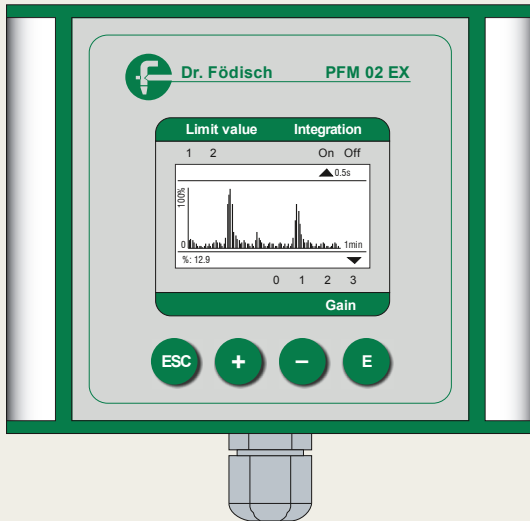 Dr. Födisch PFM 02 EX
Limit value Integration
1 2 On Off
0.5s
100%
0 1min
%: 12.9
0 1 2 3
Gain
ESC + − E